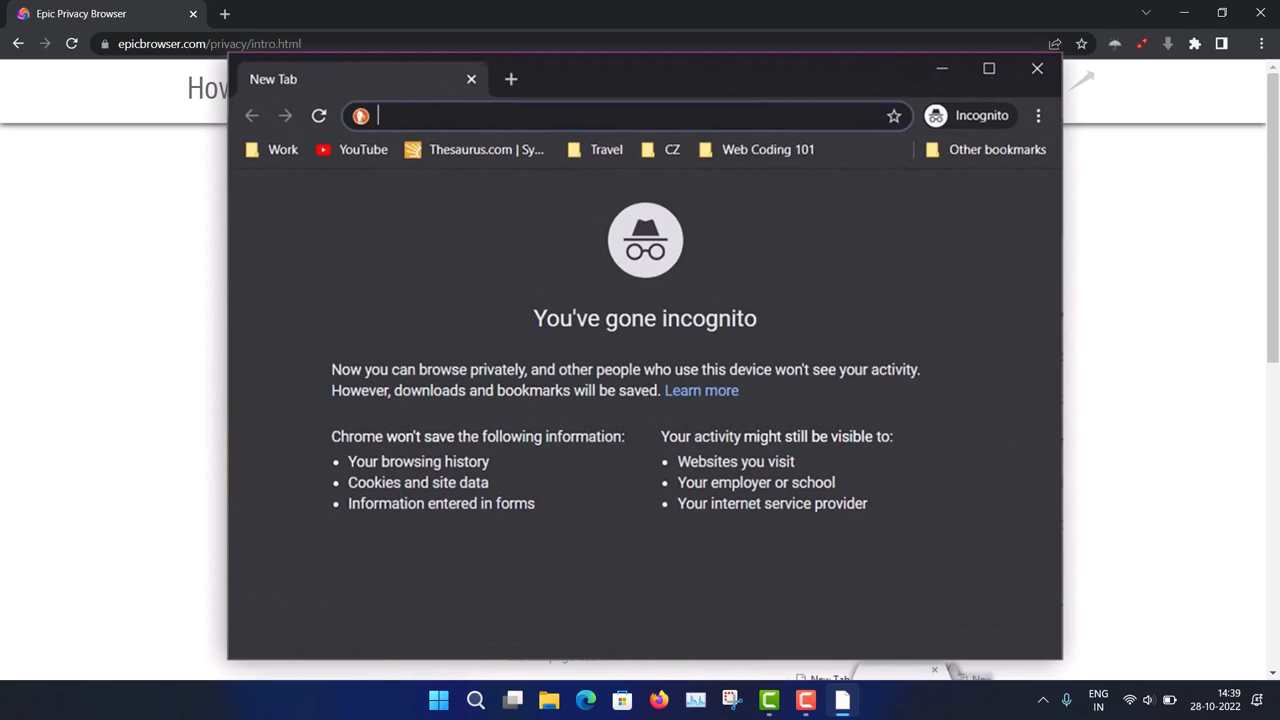 Epic Privacy Browser
epicbrowser.com/privacy/intro.html
How
New Tab
Incognito
Work
YouTube
Thesaurus.com | Sy...
Travel
CZ
Web Coding 101
Other bookmarks
You've gone incognito
Now you can browse privately, and other people who use this device won't see your activity.
However, downloads and bookmarks will be saved. Learn more
Chrome won't save the following information:
Your browsing history
Cookies and site data
Information entered in forms
Your activity might still be visible to:
Websites you visit
Your employer or school
Your internet service provider
New Tab
New
ENG
IN
14:39
28-10-2022